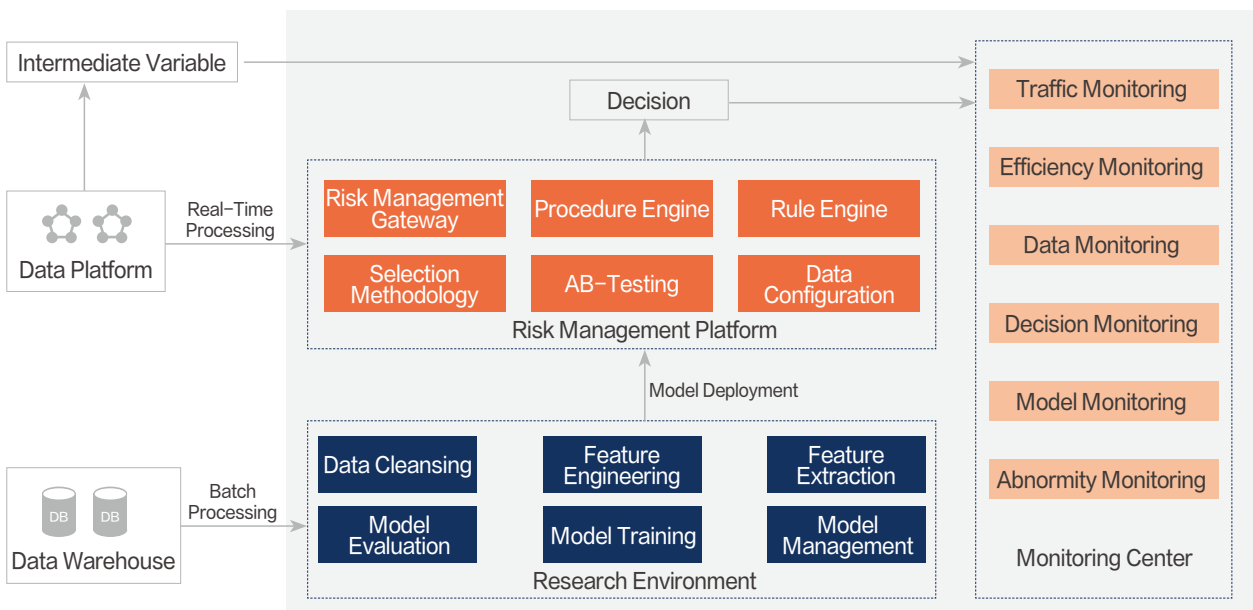 Intermediate Variable
Decision
Data Platform
Real-Time
Processing
Risk Management
Gateway
Procedure Engine
Rule Engine
Selection
Methodology
AB-Testing
Data
Configuration
Risk Management Platform
Model Deployment
Data Warehouse
DB
DB
Batch
Processing
Data Cleansing
Feature
Engineering
Feature
Extraction
Model
Evaluation
Model Training
Model
Management
Research Environment
Traffic Monitoring
Efficiency Monitoring
Data Monitoring
Decision Monitoring
Model Monitoring
Abnormity Monitoring
Monitoring Center